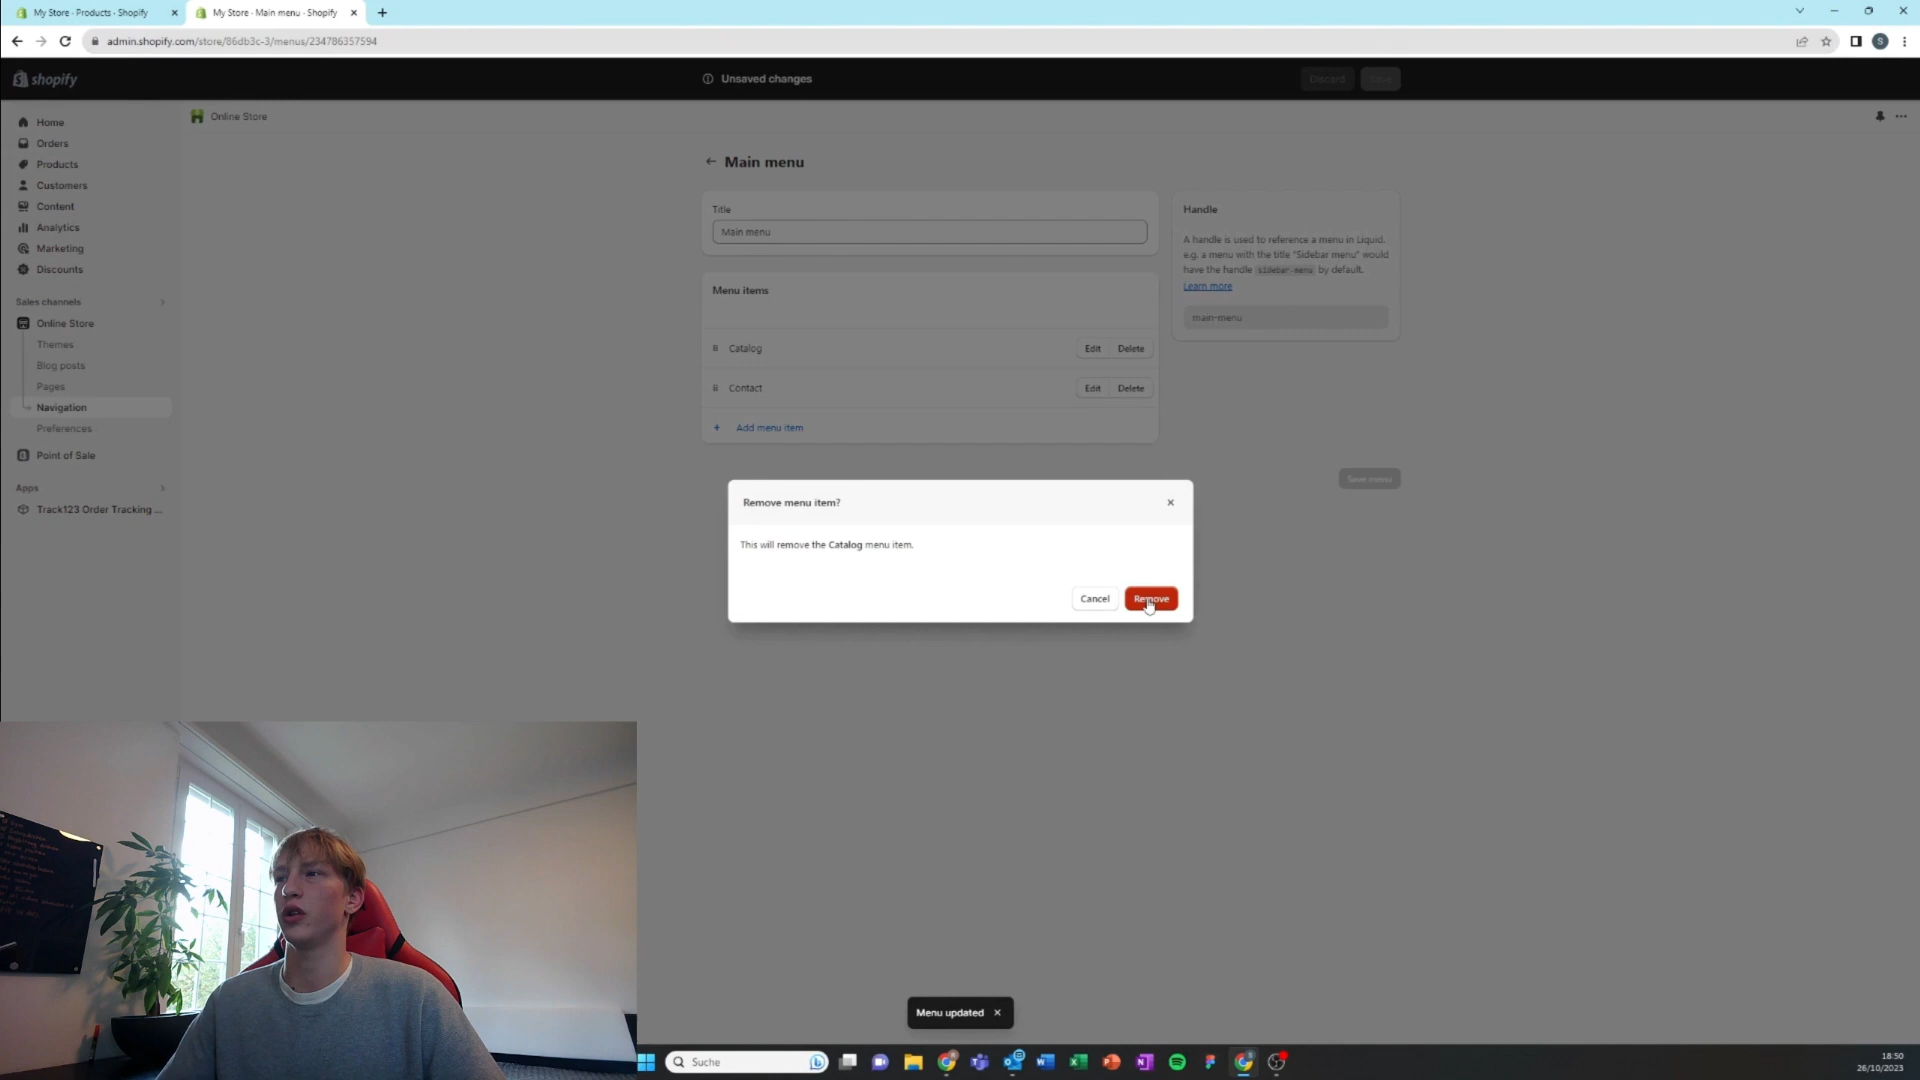 My Store · Products · Shopify
My Store · Main menu · Shopify
admin.shopify.com/store/86db3c-3/menus/234786357594
S
shopify
Unsaved changes
Discard
Save
Home
Orders
Products
Customers
Content
Analytics
Marketing
Discounts
Sales channels
Online Store
Themes
Blog posts
Pages
Navigation
Preferences
Point of Sale
Apps
Track123 Order Tracking ...
Online Store
Main menu
Title
Main menu
Menu items
Catalog
Edit
Delete
Contact
Edit
Delete
Add menu item
Handle
A handle is used to reference a menu in Liquid.
e.g. a menu with the title "Sidebar menu" would
have the handle sidebar-menu by default.
Learn more
main-menu
Save menu
Remove menu item?
This will remove the Catalog menu item.
Cancel
Remove
Menu updated
Suche
18:50
26/10/2023